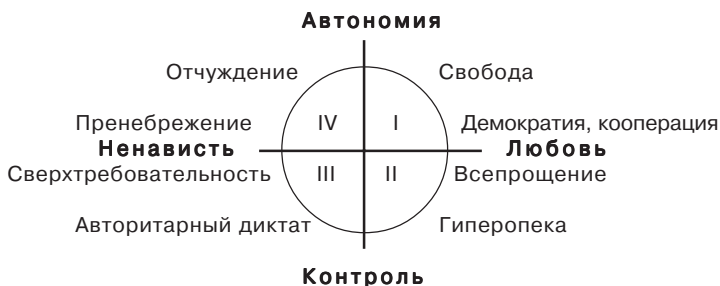 Автономия
Отчуждение Свобода
Пренебрежение IV I Демократия, кооперация
Ненависть Любовь
Сверхтребовательность III II Всепрощение
Авторитарный диктат Гиперопека
Контроль